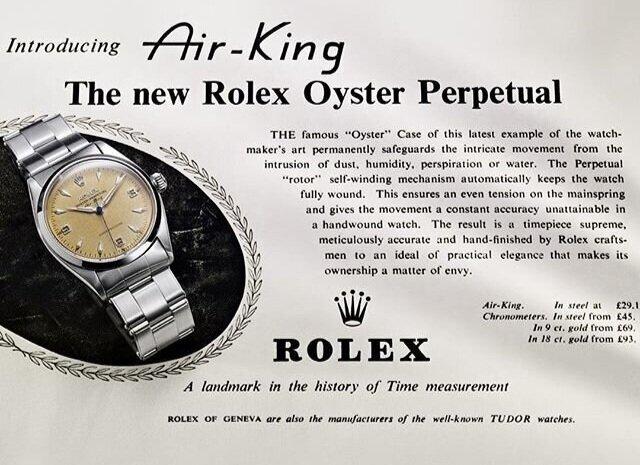 Introducing Air-King
The new Rolex Oyster Perpetual
THE famous "Oyster" Case of this latest example of the watch-
maker's art permanently safeguards the intricate movement from the
intrusion of dust, humidity, perspiration or water. The Perpetual
"rotor" self-winding mechanism automatically keeps the watch
fully wound. This ensures an even tension on the mainspring
and gives the movement a constant accuracy unattainable in
a handwound watch. The result is a timepiece supreme,
meticulously accurate and hand-finished by Rolex crafts-
men to an ideal of practical elegance that makes its
ownership a matter of envy.
Air-King. In steel at £29.1
Chronometers. In steel from £45.
In 9 ct. gold from £69.
In 18 ct. gold from £93.
ROLEX
A landmark in the history of Time measurement
ROLEX OF GENEVA are also the manufacturers of the well-known TUDOR watches.